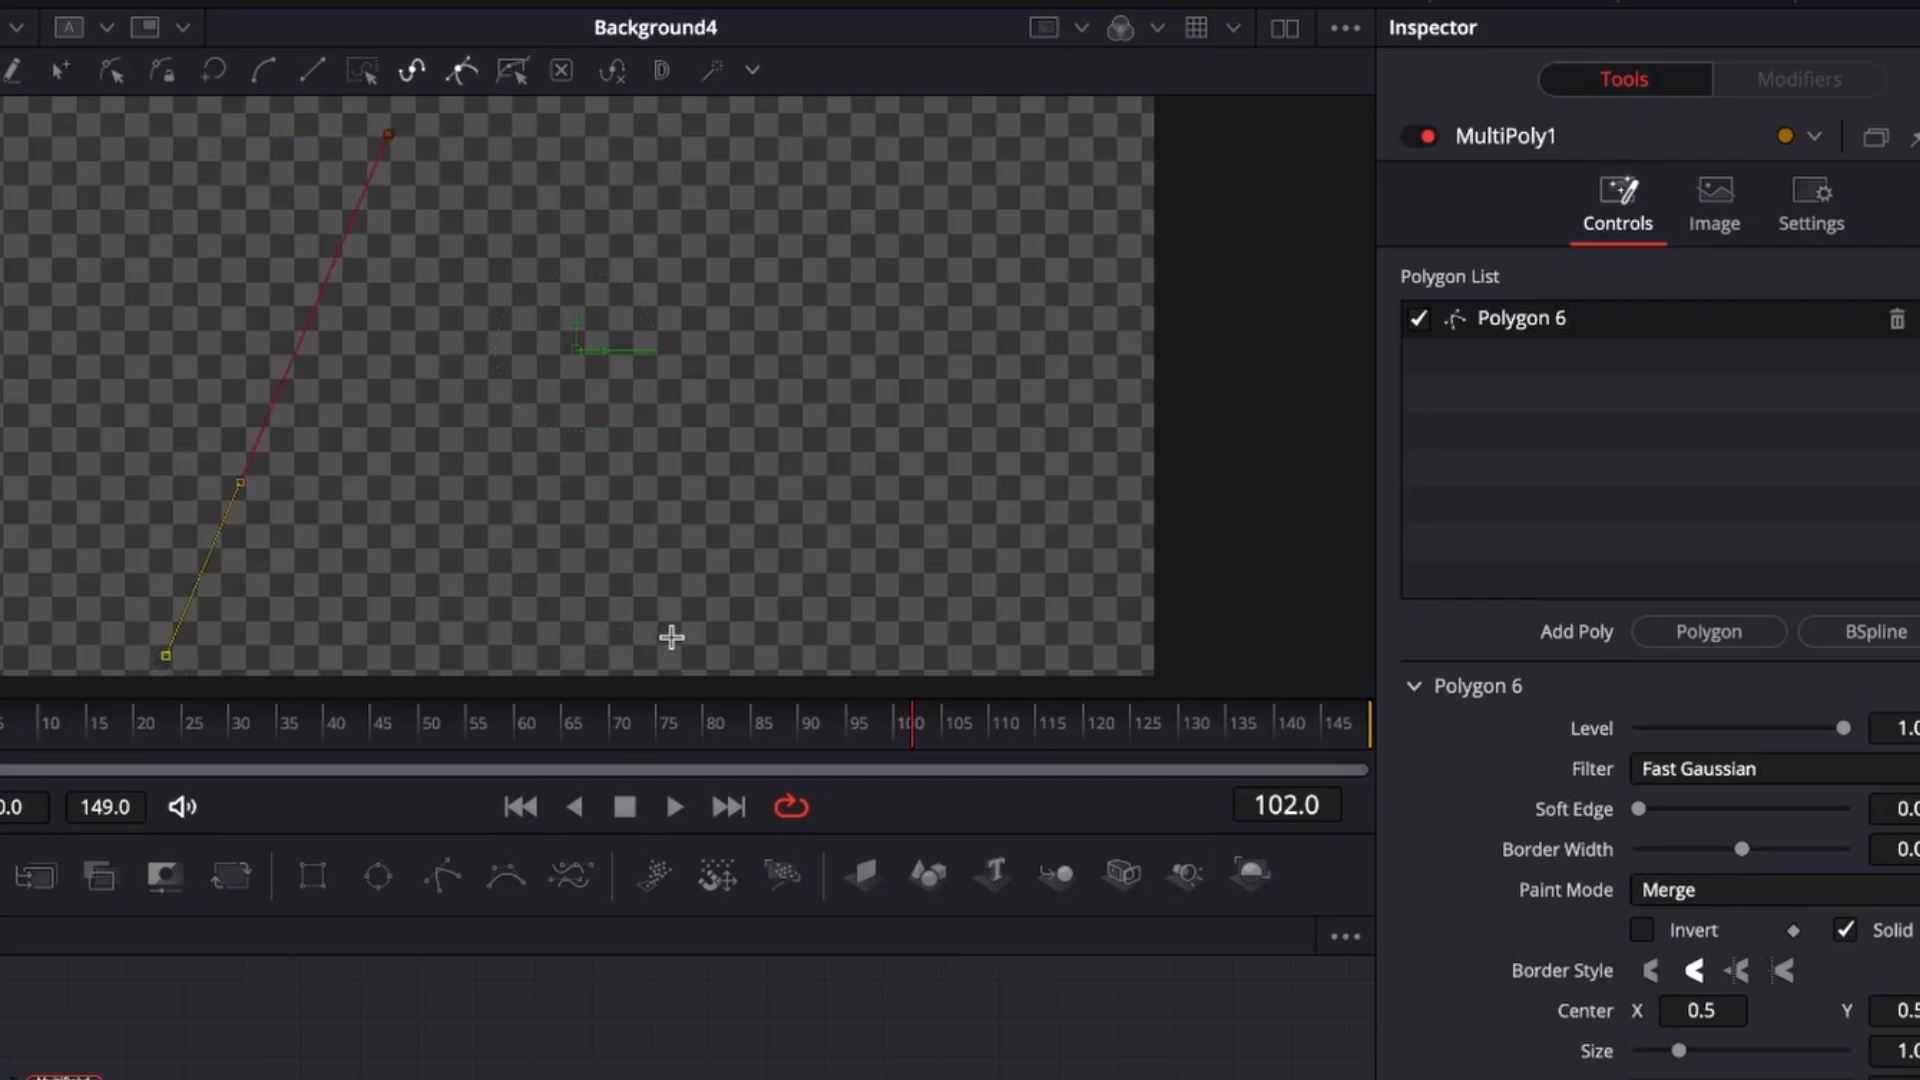 A
Background4
Inspector
Tools
Modifiers
MultiPoly1
Controls
Image
Settings
Polygon List
Polygon 6
Add Poly
Polygon
BSpline
Polygon 6
Level
1.0
Filter
Fast Gaussian
Soft Edge
0.0
Border Width
0.0
Paint Mode
Merge
Invert
Solid
Border Style
Center X 0.5 Y 0.5
Size
1.0
5 10 15 20 25 30 35 40 45 50 55 60 65 70 75 80 85 90 95 100 105 110 115 120 125 130 135 140 145
0.0
149.0
102.0